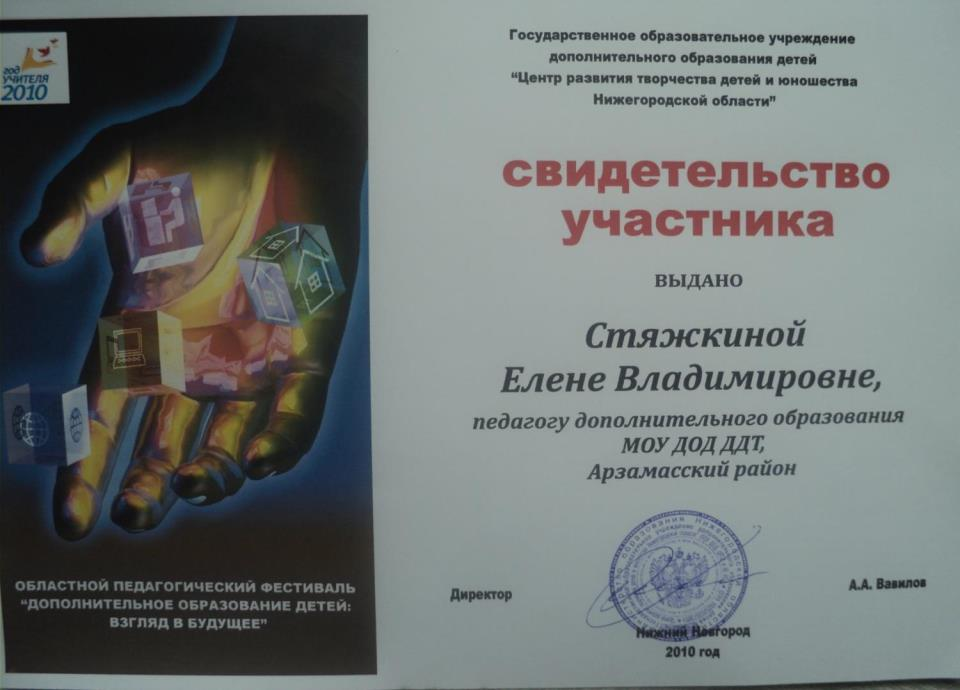 год
УЧИТЕЛЯ
2010
ОБЛАСТНОЙ ПЕДАГОГИЧЕСКИЙ ФЕСТИВАЛЬ
“ДОПОЛНИТЕЛЬНОЕ ОБРАЗОВАНИЕ ДЕТЕЙ:
ВЗГЛЯД В БУДУЩЕЕ”
Государственное образовательное учреждение
дополнительного образования детей
“Центр развития творчества детей и юношества
Нижегородской области”
свидетельство
участника
ВЫДАНО
Стяжкиной
Елене Владимировне,
педагогу дополнительного образования
МОУ ДОД ДДТ,
Арзамасский район
Директор
А.А. Вавилов
Нижний Новгород
2010 год